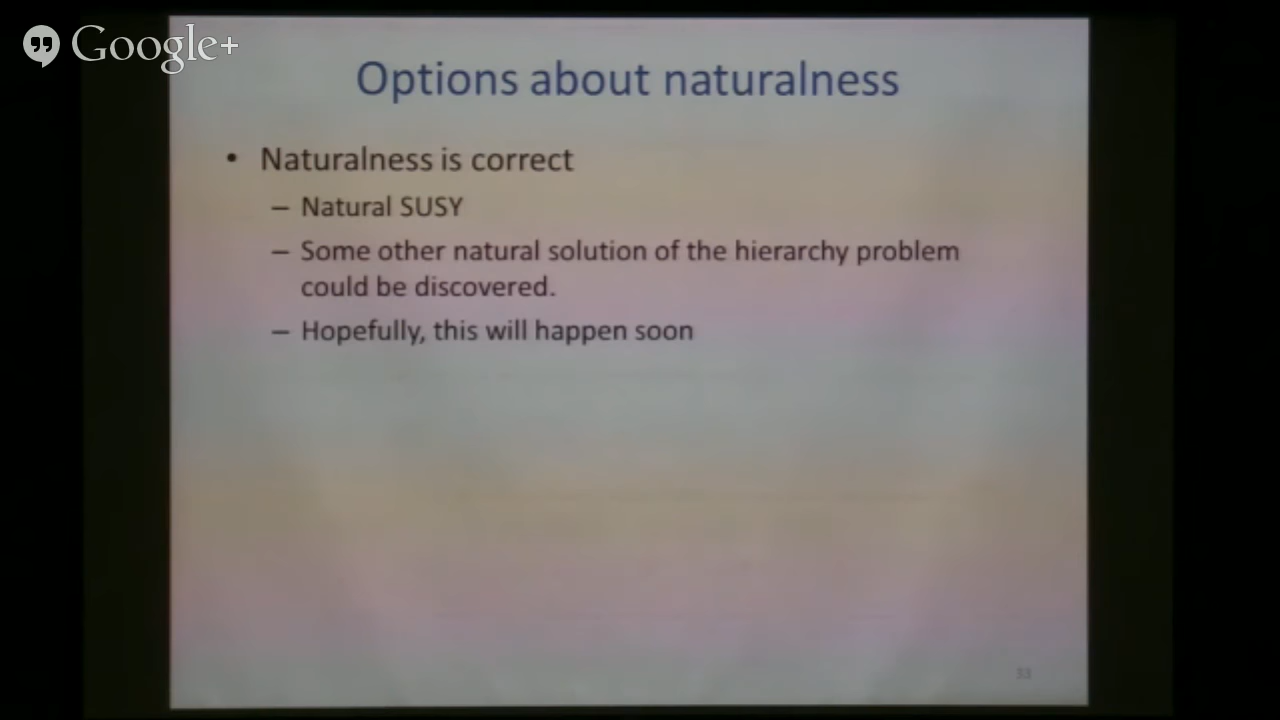 Google+
Options about naturalness
• Naturalness is correct
– Natural SUSY
– Some other natural solution of the hierarchy problem
could be discovered.
– Hopefully, this will happen soon
33